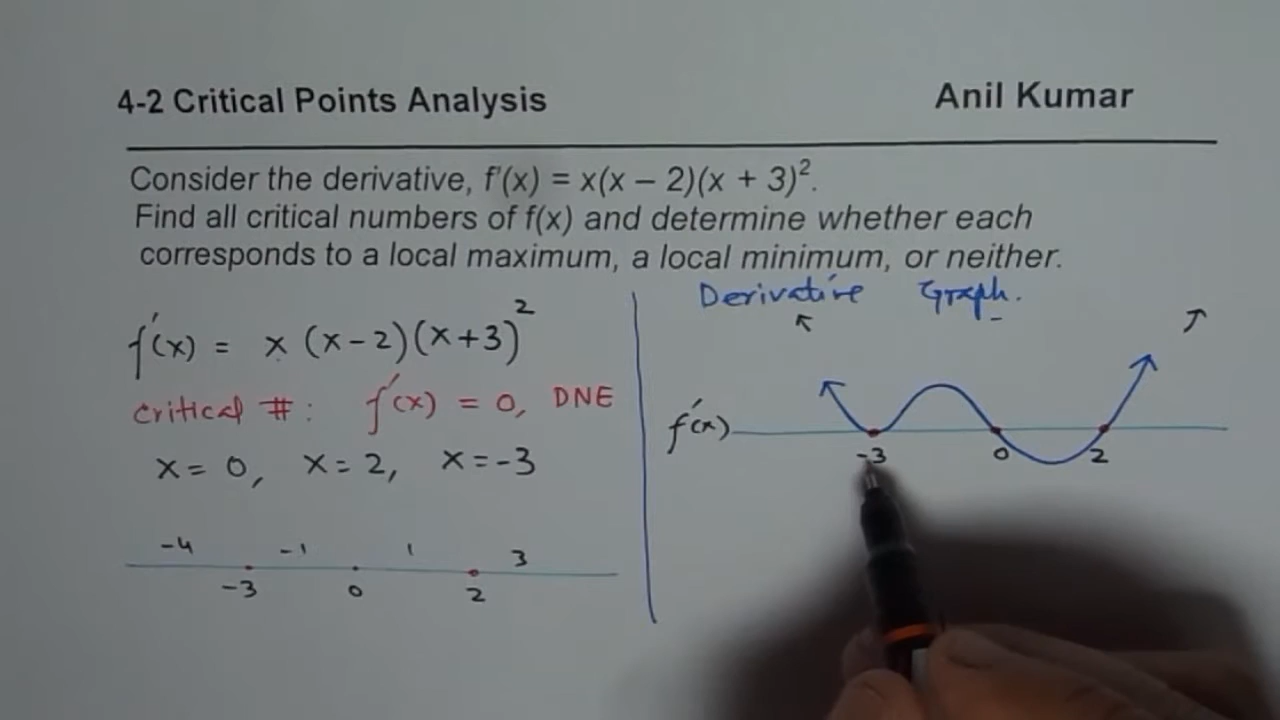 4-2 Critical Points Analysis
Anil Kumar
Consider the derivative, f'(x) = x(x – 2)(x + 3)².
Find all critical numbers of f(x) and determine whether each
corresponds to a local maximum, a local minimum, or neither.
Derivative Graph.
f'(x) = x (x-2)(x+3)²
critical #: f'(x) = 0, DNE
x = 0, x = 2, x = -3
-4 -1 1 3
-3 0 2
f'(x)
-3 0 2